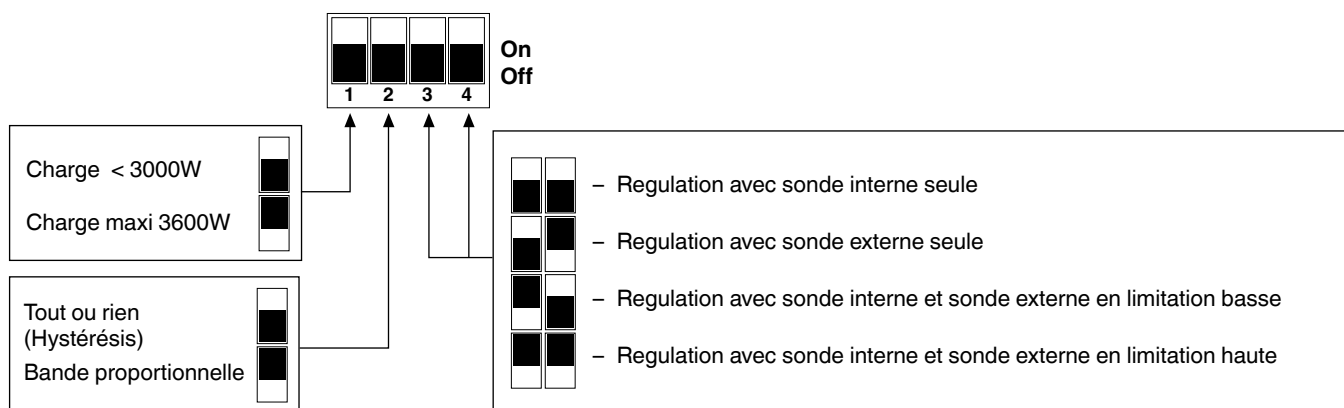 On
Off
1 2 3 4
Charge < 3000W
Charge maxi 3600W
Tout ou rien
(Hystérésis)
Bande proportionnelle
– Regulation avec sonde interne seule
– Regulation avec sonde externe seule
– Regulation avec sonde interne et sonde externe en limitation basse
– Regulation avec sonde interne et sonde externe en limitation haute